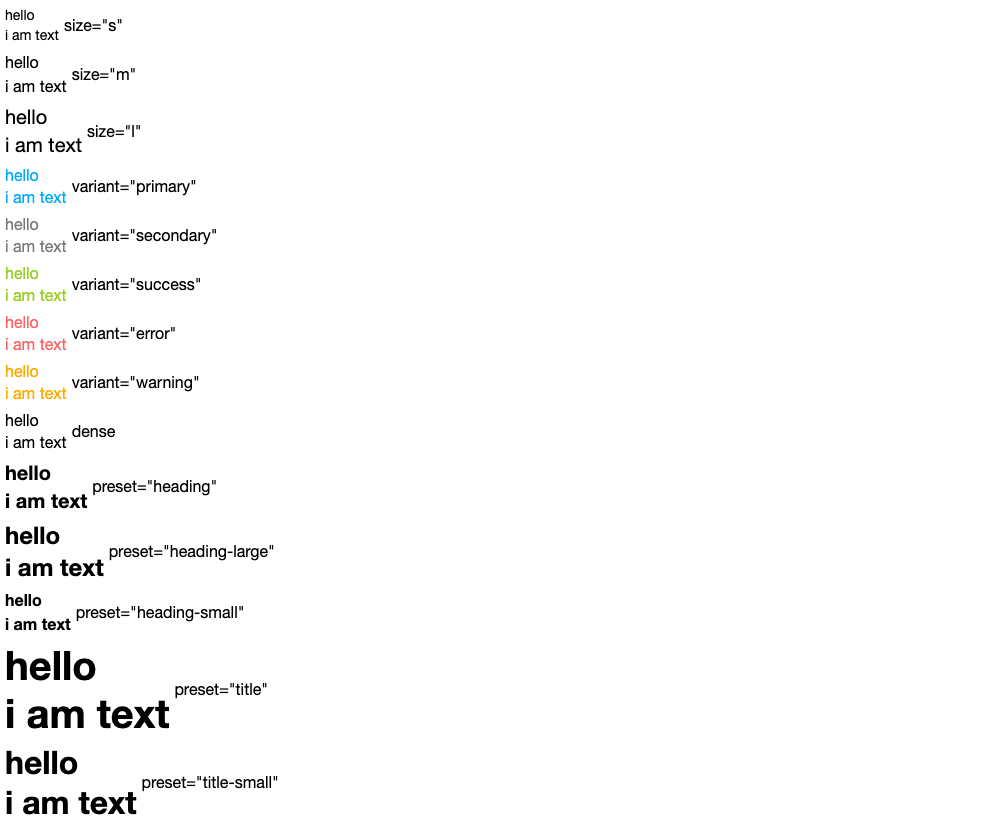 hello
i am text size="s"
hello
i am text size="m"
hello
i am text size="l"
hello
i am text variant="primary"
hello
i am text variant="secondary"
hello
i am text variant="success"
hello
i am text variant="error"
hello
i am text variant="warning"
hello
i am text dense
hello
i am text preset="heading"
hello
i am text preset="heading-large"
hello
i am text preset="heading-small"
hello
i am text preset="title"
hello
i am text preset="title-small"